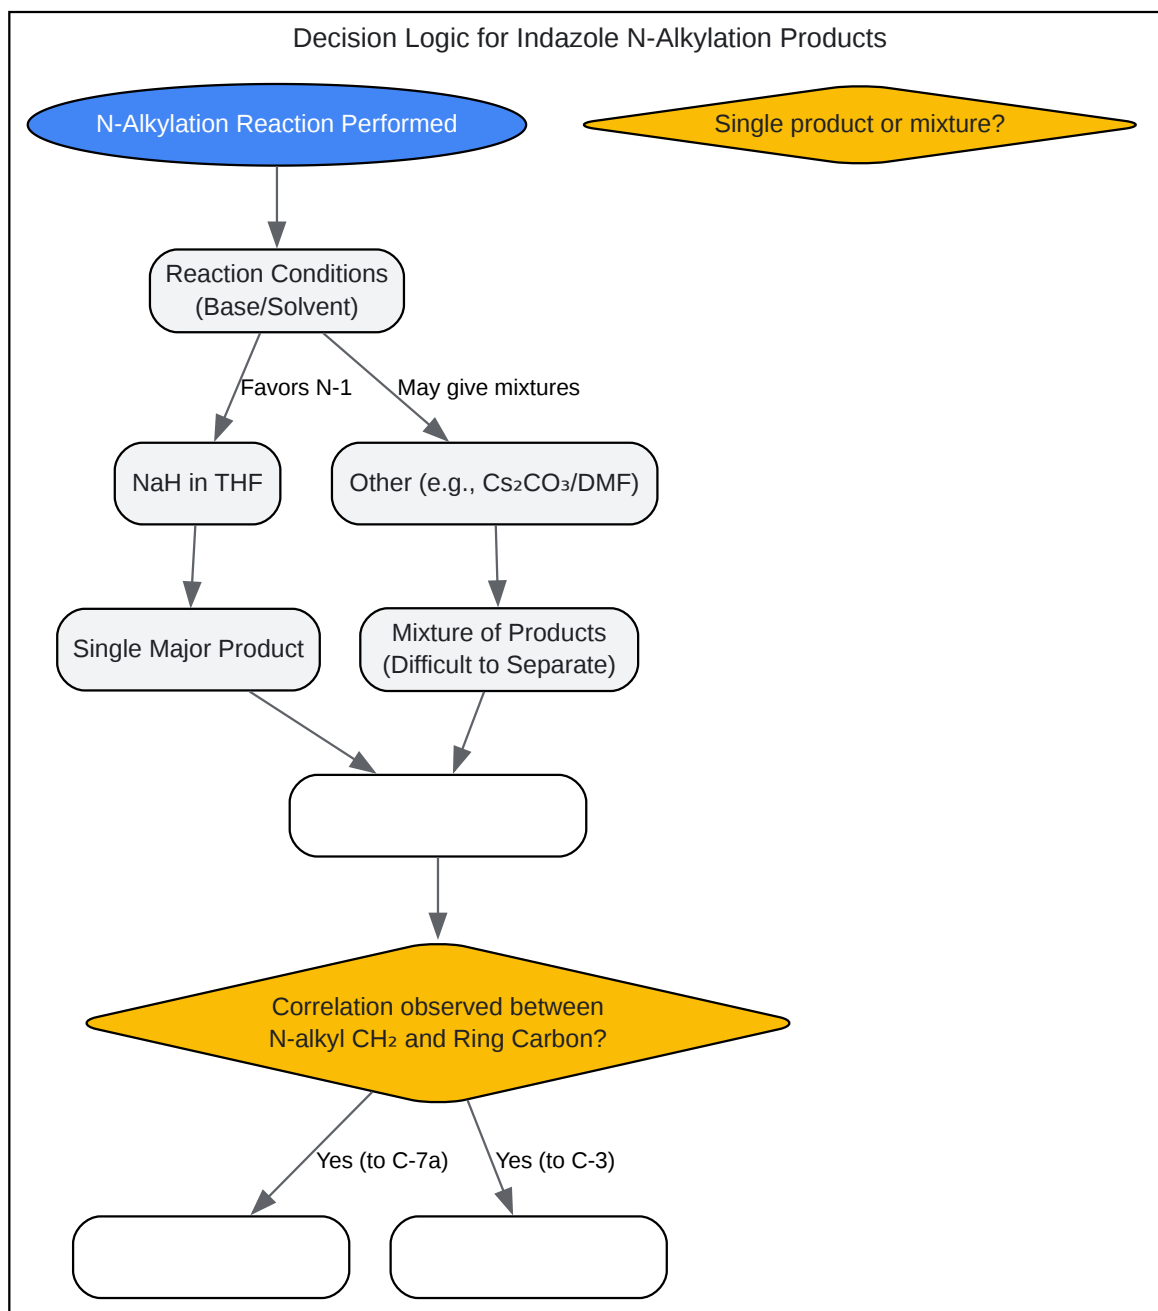 Decision Logic for Indazole N-Alkylation Products
N-Alkylation Reaction Performed
Single product or mixture?
Reaction Conditions
(Base/Solvent)
Favors N-1
May give mixtures
NaH in THF
Other (e.g., Cs₂CO₃/DMF)
Single Major Product
Mixture of Products
(Difficult to Separate)
Correlation observed between
N-alkyl CH₂ and Ring Carbon?
Yes (to C-7a)
Yes (to C-3)